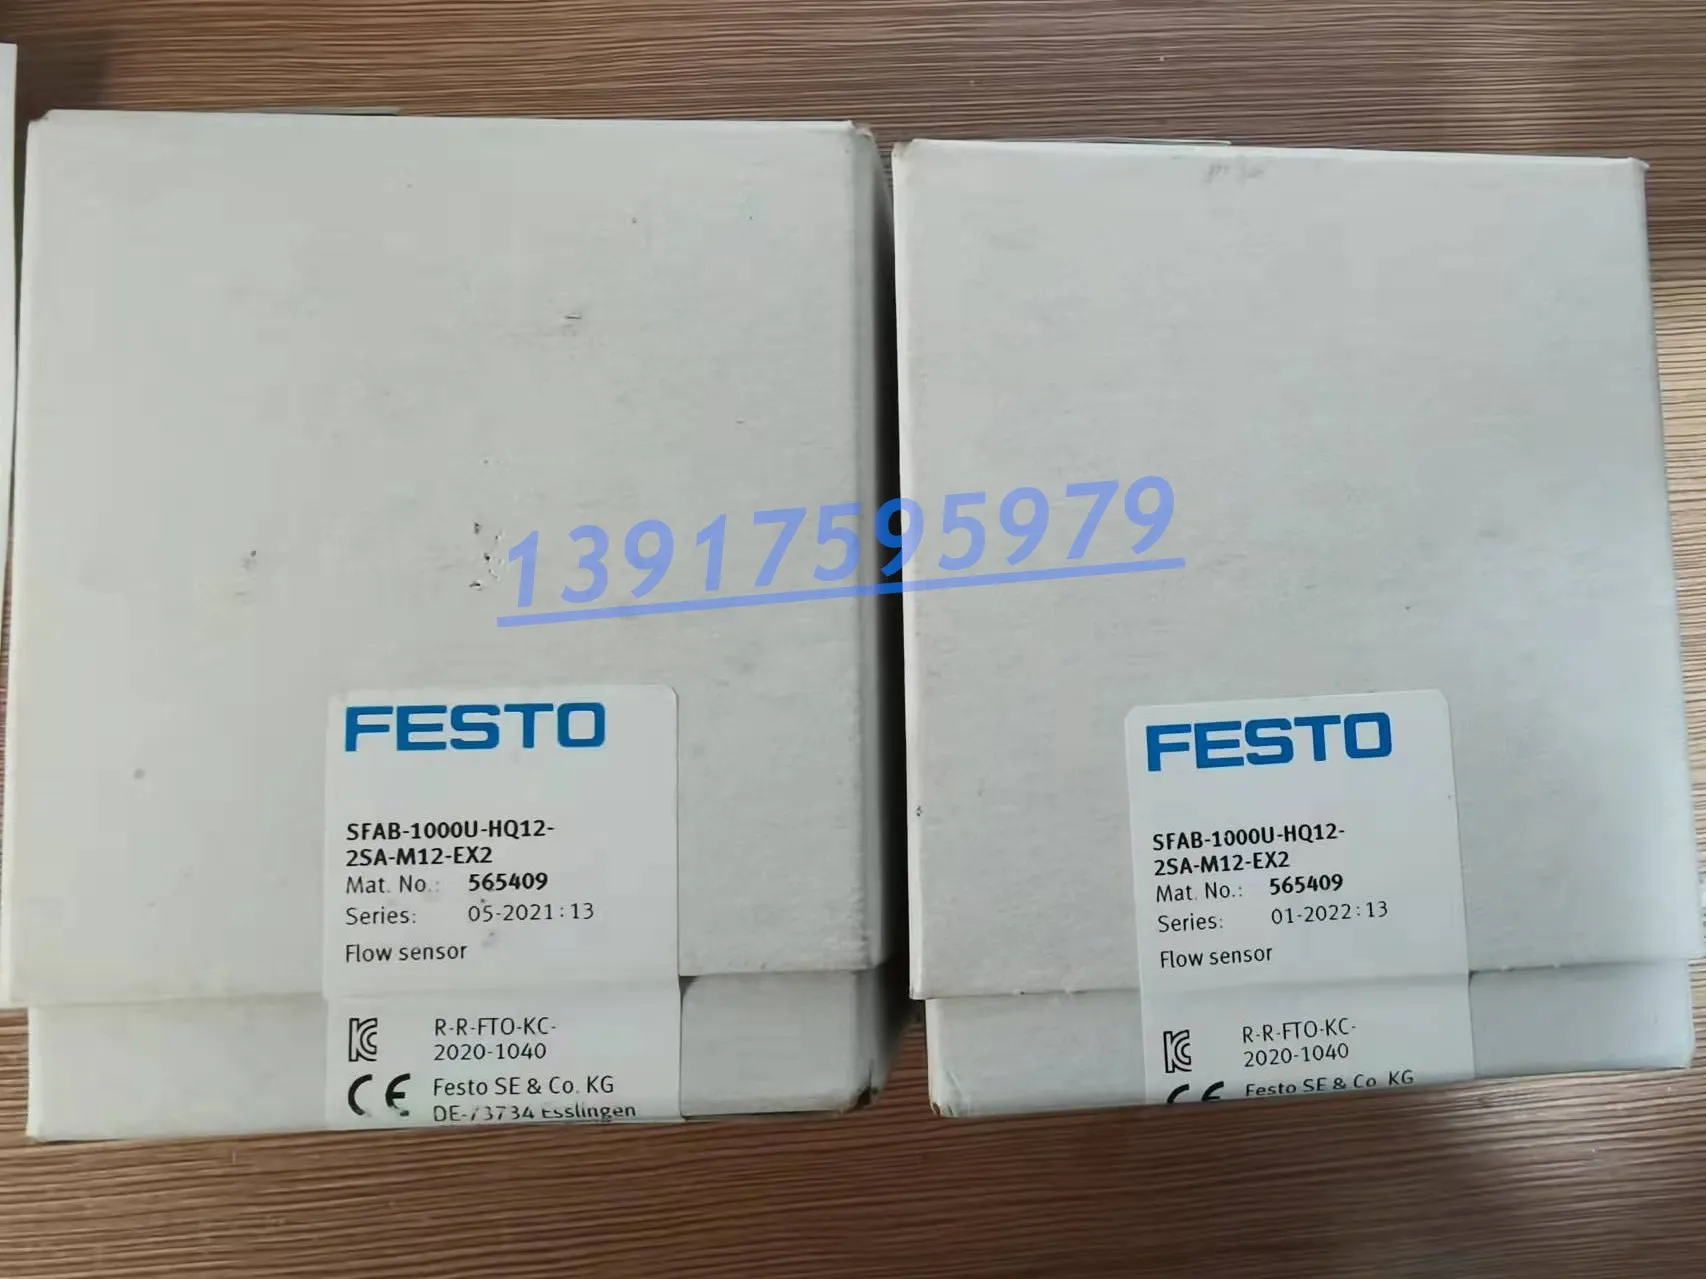 13917595979
FESTO
SFAB-1000U-HQ12-
2SA-M12-EX2
Mat. No.: 565409
Series: 05-2021:13
Flow sensor
R-R-FTO-KC-
2020-1040
CE Festo SE & Co. KG
DE-73734 Esslingen
FESTO
SFAB-1000U-HQ12-
2SA-M12-EX2
Mat. No.: 565409
Series: 01-2022:13
Flow sensor
R-R-FTO-KC-
2020-1040
CE Festo SE & Co. KG